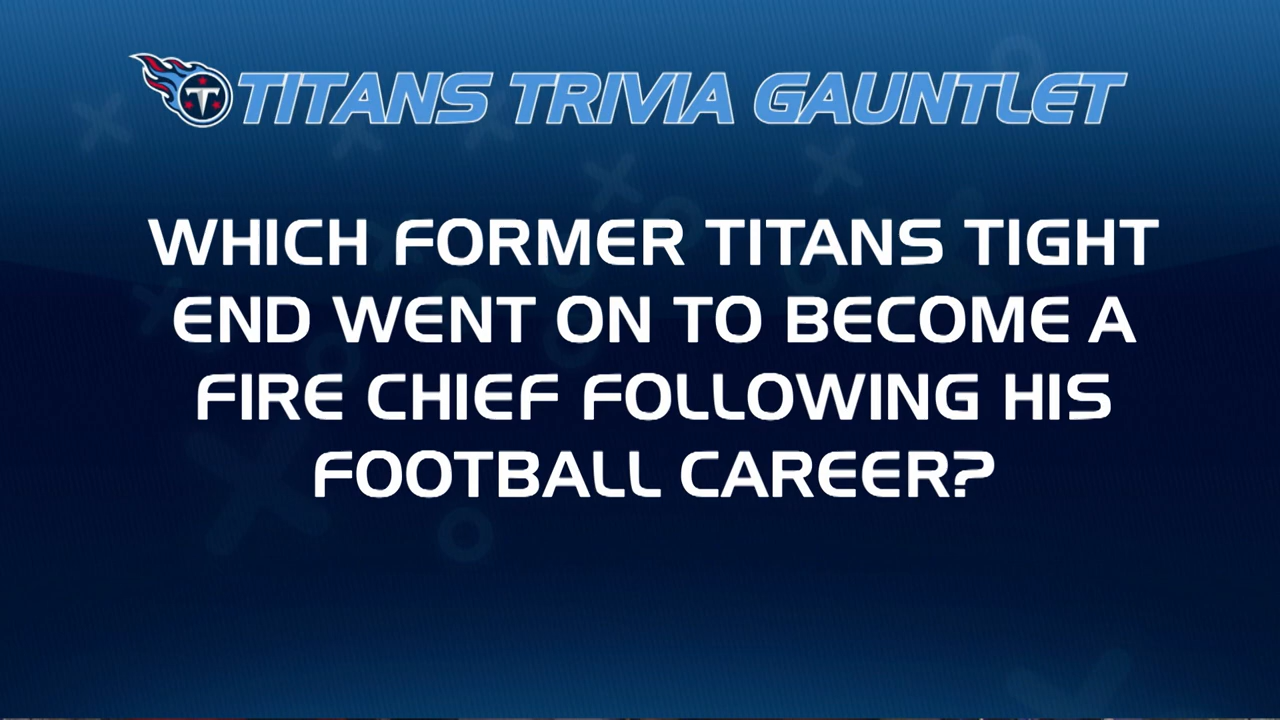 TITANS TRIVIA GAUNTLET
WHICH FORMER TITANS TIGHT
END WENT ON TO BECOME A
FIRE CHIEF FOLLOWING HIS
FOOTBALL CAREER?